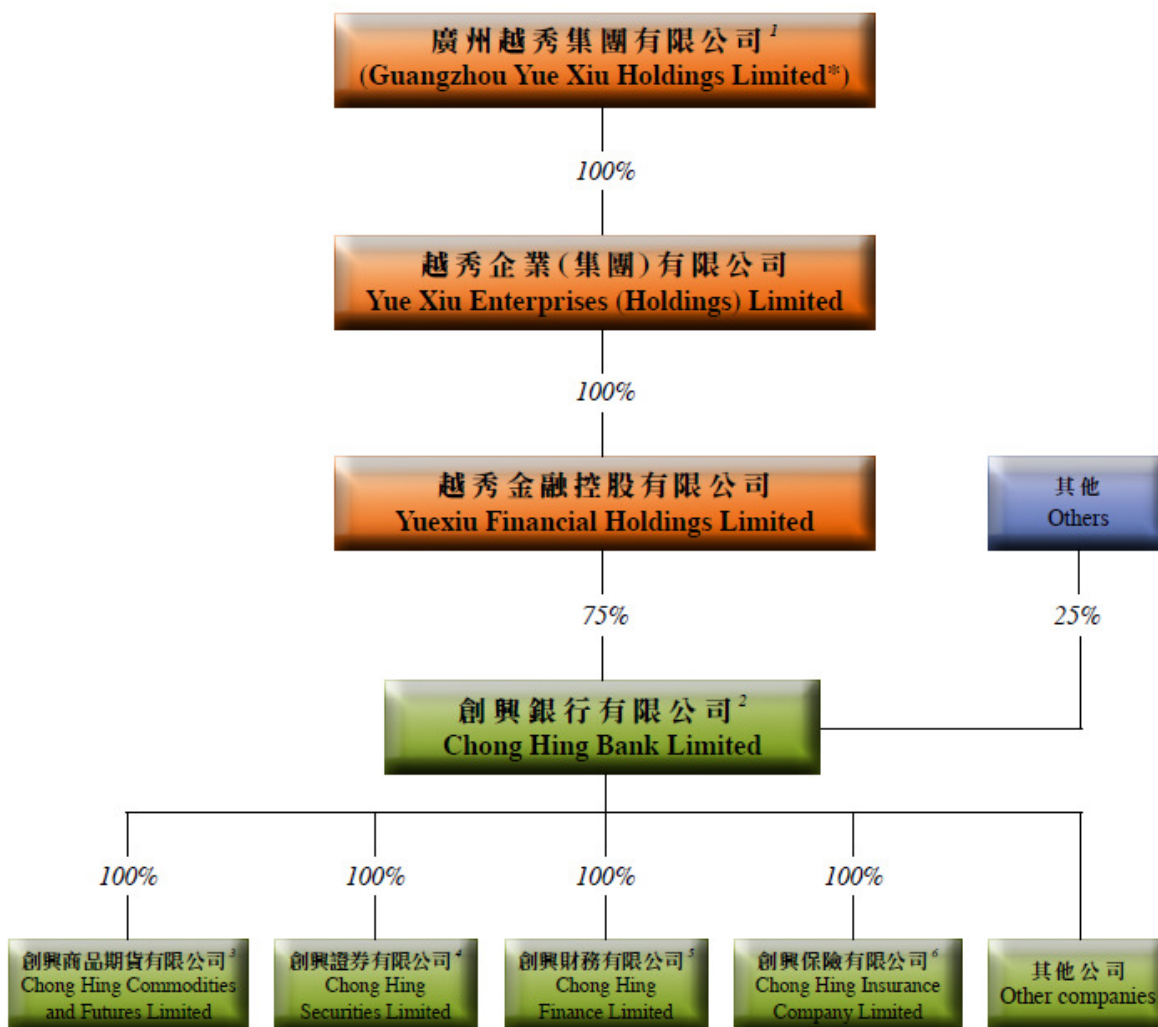 廣州越秀集團有限公司1
(Guangzhou Yue Xiu Holdings Limited*)
100%
越秀企業(集團)有限公司
Yue Xiu Enterprises (Holdings) Limited
100%
越秀金融控股有限公司
Yuexiu Financial Holdings Limited
其他
Others
75%
25%
創興銀行有限公司2
Chong Hing Bank Limited
100%
100%
100%
100%
創興商品期貨有限公司3
Chong Hing Commodities
and Futures Limited
創興證券有限公司4
Chong Hing
Securities Limited
創興財務有限公司5
Chong Hing
Finance Limited
創興保險有限公司6
Chong Hing Insurance
Company Limited
其他公司
Other companies